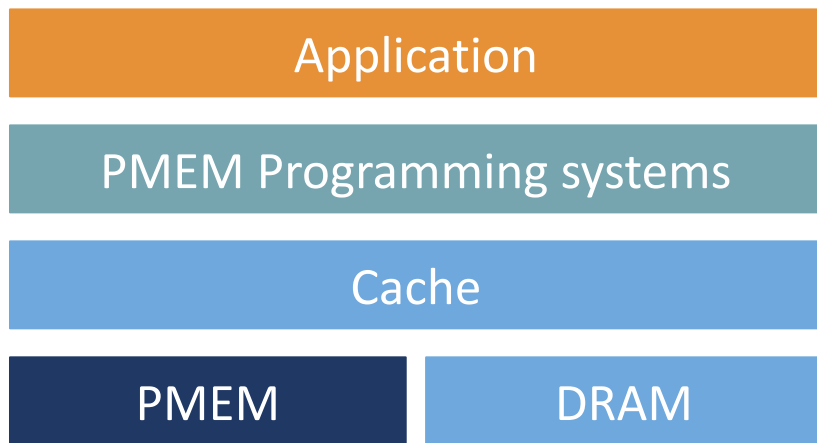 Application
PMEM Programming systems
Cache
PMEM
DRAM